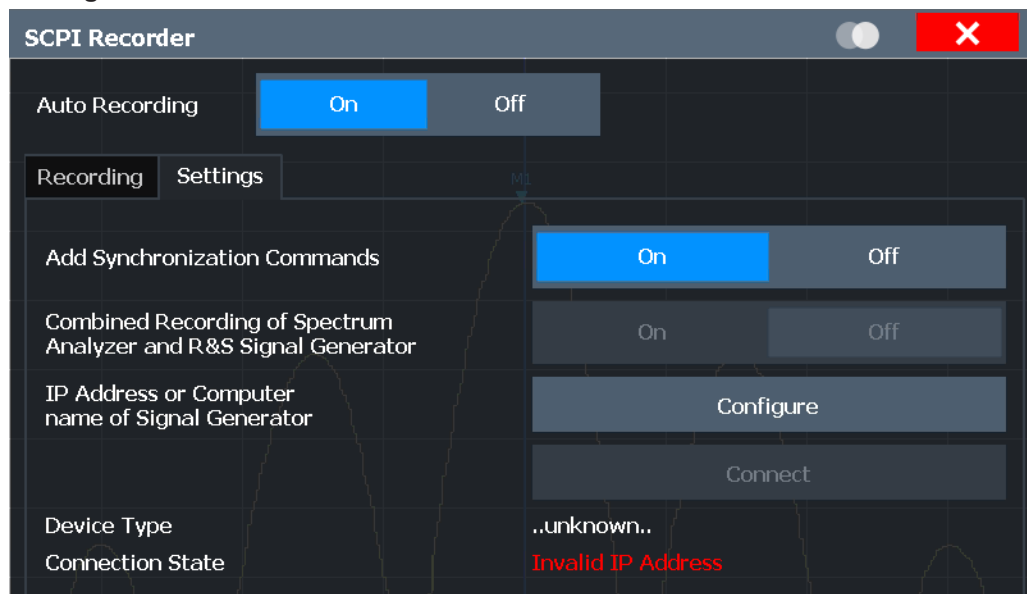 SCPI Recorder
Auto Recording On Off
Recording Settings
M1
Add Synchronization Commands On Off
Combined Recording of Spectrum
Analyzer and R&S Signal Generator On Off
IP Address or Computer
name of Signal Generator Configure
Connect
Device Type ..unknown..
Connection State Invalid IP Address